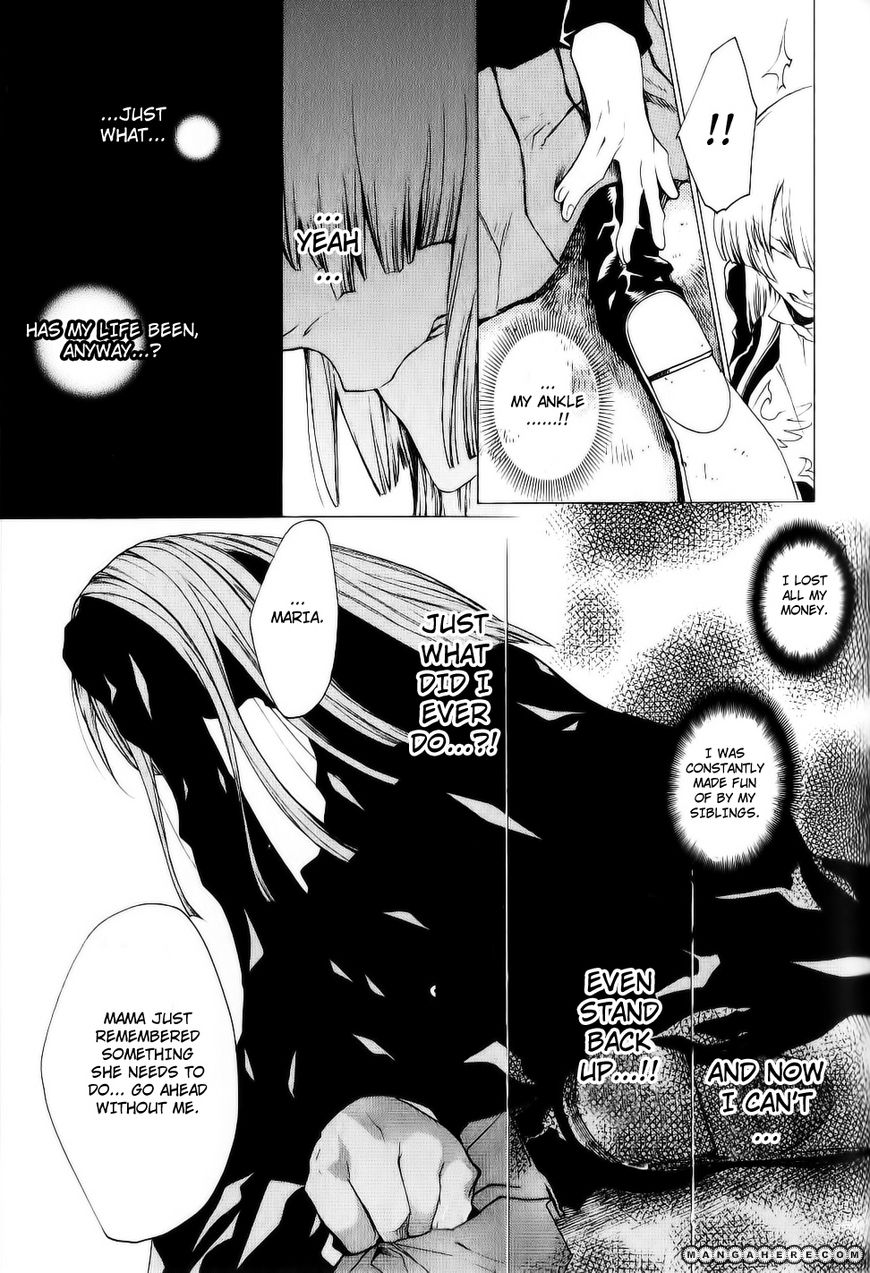 !!
...
MY ANKLE
......!!
...
YEAH
...
...JUST
WHAT...
HAS MY LIFE BEEN,
ANYWAY...?
I LOST
ALL MY
MONEY.
I WAS
CONSTANTLY
MADE FUN
OF BY MY
SIBLINGS.
AND NOW
I CAN'T
...
EVEN
STAND
BACK
UP...!!
JUST
WHAT
DID I
EVER
DO...?!
...
MARIA.
MAMA JUST
REMEMBERED
SOMETHING
SHE NEEDS TO
DO... GO AHEAD
WITHOUT ME.
MANGAHERE.COM